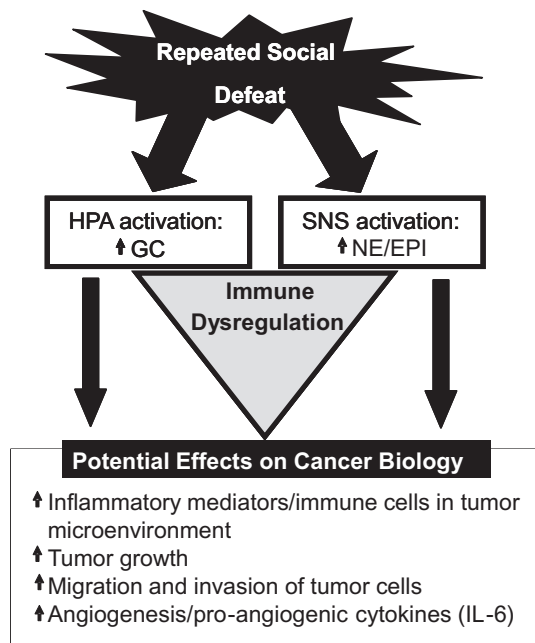 Repeated Social
Defeat
HPA activation:
↑ GC
SNS activation:
↑ NE/EPI
Immune
Dysregulation
Potential Effects on Cancer Biology
↑ Inflammatory mediators/immune cells in tumor
microenvironment
↑ Tumor growth
↑ Migration and invasion of tumor cells
↑ Angiogenesis/pro-angiogenic cytokines (IL-6)